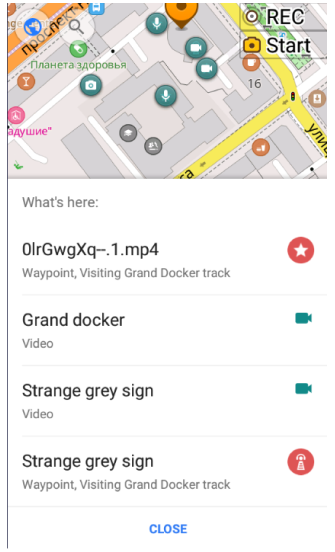 REC
проспект
Start
Планета здоровья
16
адушие"
улиц
са
What's here:
0lrGwgXq--.1.mp4
Waypoint, Visiting Grand Docker track
Grand docker
Video
Strange grey sign
Video
Strange grey sign
Waypoint, Visiting Grand Docker track
CLOSE